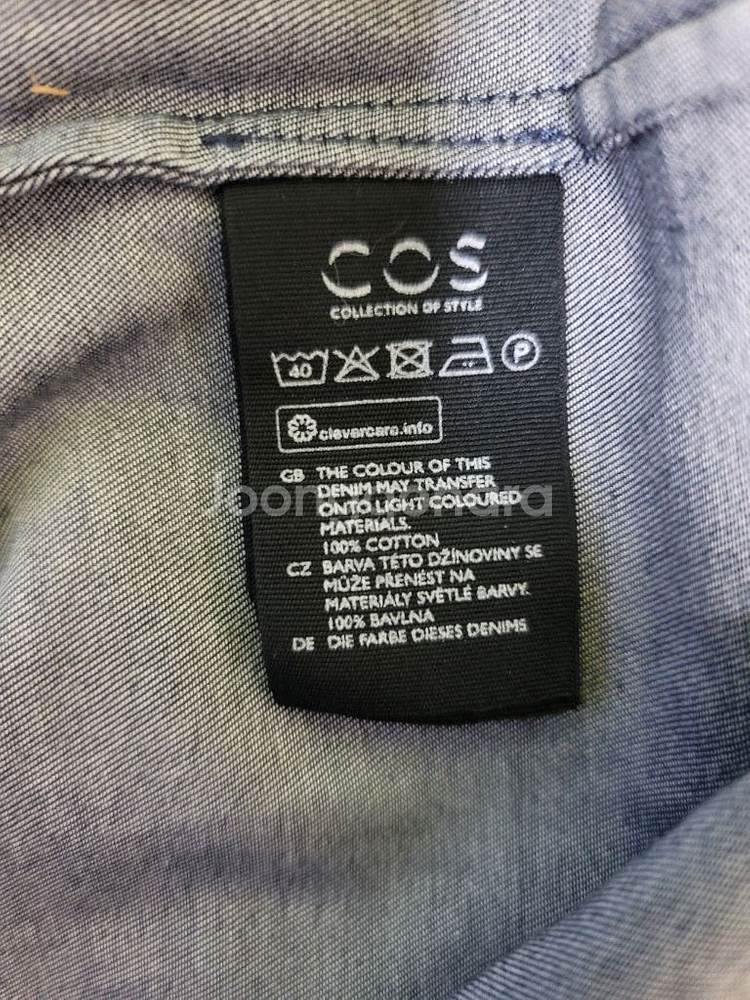 COS
COLLECTION OF STYLE
40 P
clevercare.info
GB THE COLOUR OF THIS
DENIM MAY TRANSFER
ONTO LIGHT COLOURED
MATERIALS.
100% COTTON
CZ BARVA TÉTO DŽÍNOVINY SE
MŮŽE PŘENÉST NA
MATERIÁLY SVĚTLÉ BARVY.
100% BAVLNA
DE DIE FARBE DIESES DENIMS